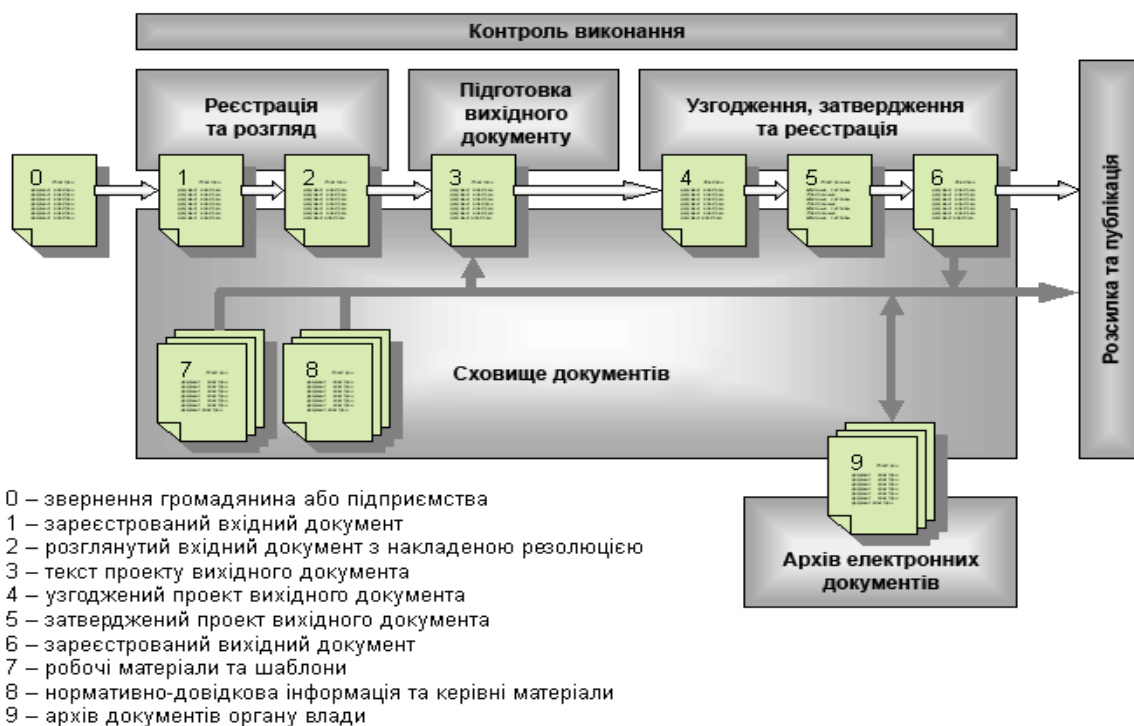 Контроль виконання
Реєстрація
та розгляд
Підготовка
вихідного
документу
Узгодження, затвердження
та реєстрація
0
1
2
3
4
5
6
Розсилка та публікація
7
8
Сховище документів
9
Архів електронних
документів
0 – звернення громадянина або підприємства
1 – зареєстрований вхідний документ
2 – розглянутий вхідний документ з накладеною резолюцією
3 – текст проекту вихідного документа
4 – узгоджений проект вихідного документа
5 – затверджений проект вихідного документа
6 – зареєстрований вихідний документ
7 – робочі матеріали та шаблони
8 – нормативно-довідкова інформація та керівні матеріали
9 – архів документів органу влади